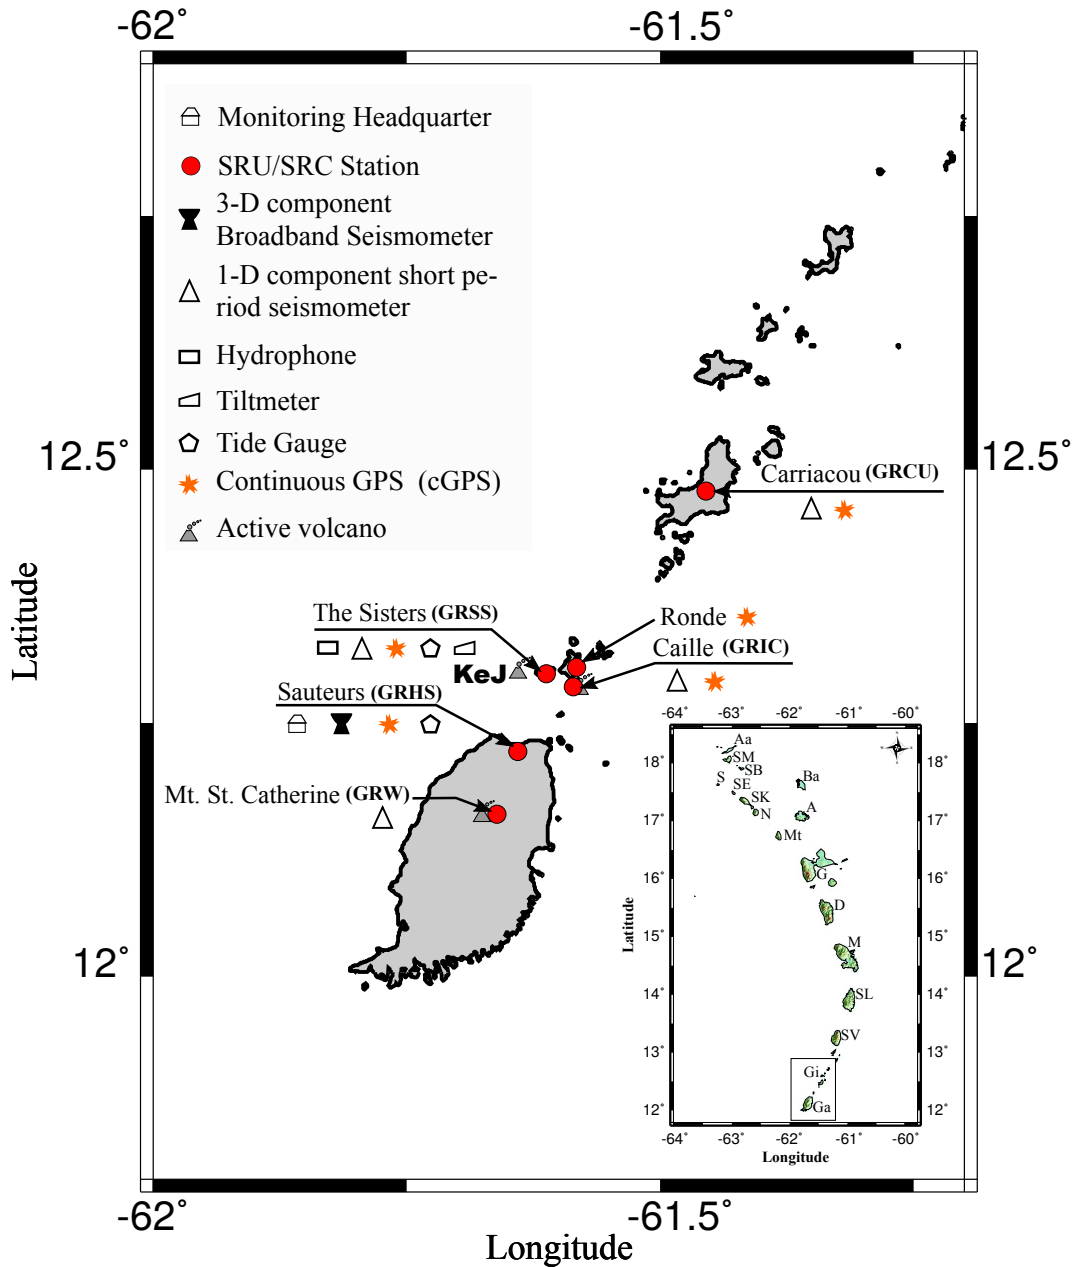 -62˚
-61.5˚
Monitoring Headquarter
SRU/SRC Station
3-D component
Broadband Seismometer
1-D component short pe-
riod seismometer
Hydrophone
Tiltmeter
Tide Gauge
Continuous GPS (cGPS)
Active volcano
12.5˚
12.5˚
Carriacou (GRCU)
Latitude
The Sisters (GRSS)
Ronde
Caille (GRIC)
KeJ
Sauteurs (GRHS)
Mt. St. Catherine (GRW)
12˚
12˚
-64˚
-63˚
-62˚
-61˚
-60˚
18˚
17˚
16˚
15˚
14˚
13˚
12˚
Latitude
Aa
SM
SB
S
SE
SK
N
Ba
A
Mt
G
D
M
SL
SV
Gi
Ga
18˚
17˚
16˚
15˚
14˚
13˚
12˚
-64˚
-63˚
-62˚
-61˚
-60˚
Longitude
-62˚
-61.5˚
Longitude